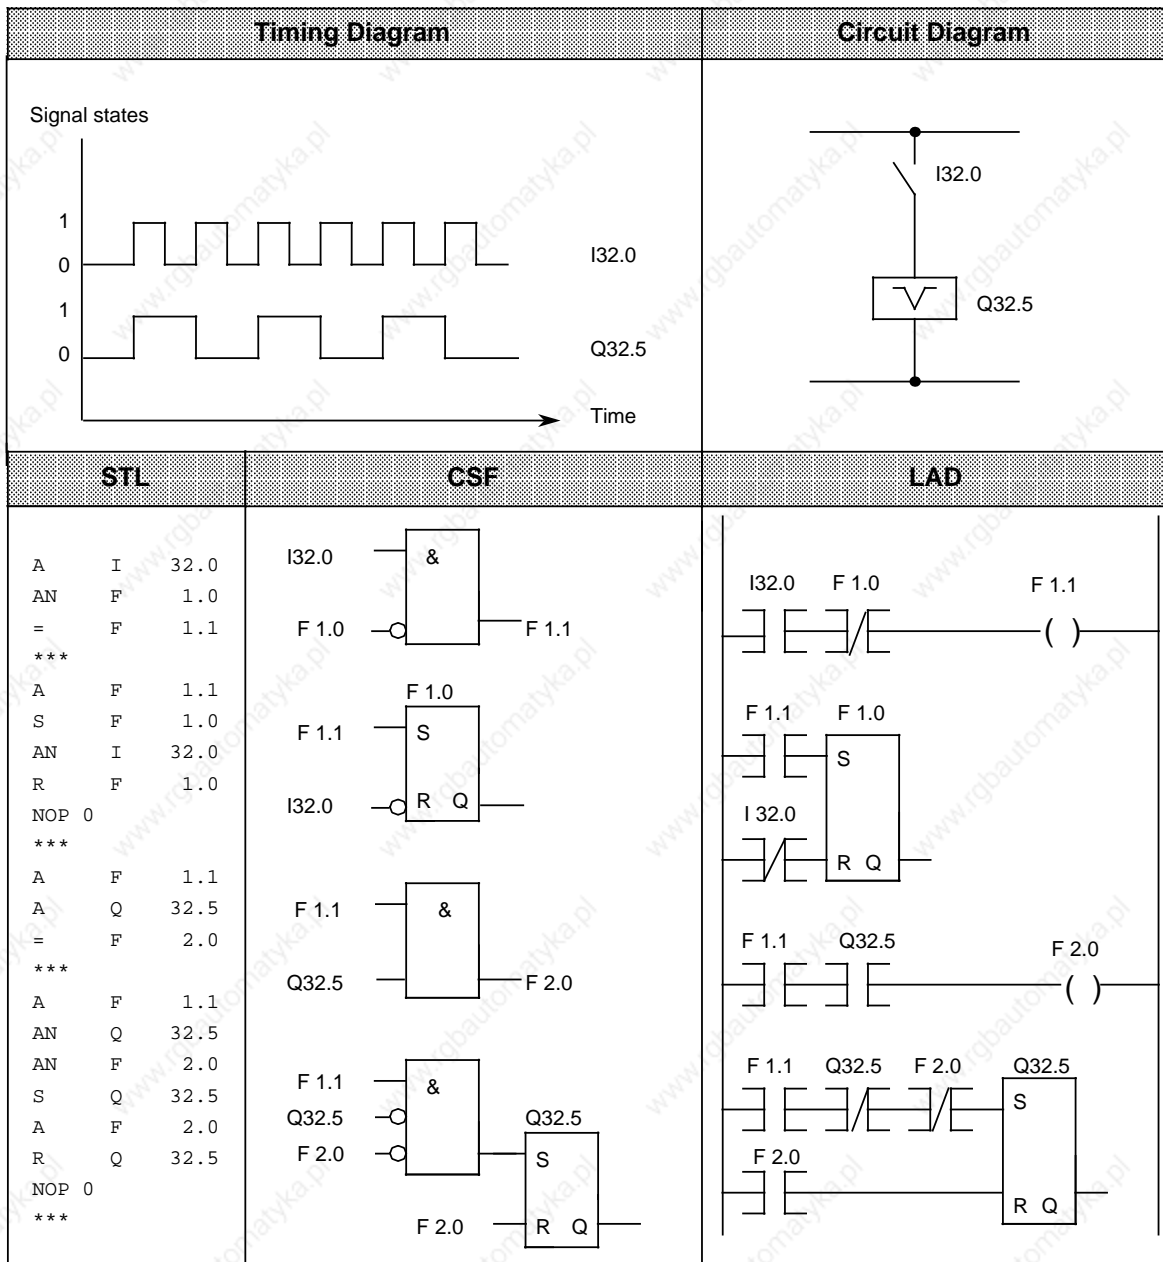 Timing Diagram
Circuit Diagram
Signal states
1
0
I32.0
1
0
Q32.5
Time
I32.0
Q32.5
STL
CSF
LAD
A I 32.0
AN F 1.0
= F 1.1
***
A F 1.1
S F 1.0
AN I 32.0
R F 1.0
NOP 0
***
A F 1.1
A Q 32.5
= F 2.0
***
A F 1.1
AN Q 32.5
AN F 2.0
S Q 32.5
A F 2.0
R Q 32.5
NOP 0
***
I32.0 &
F 1.0 F 1.1
F 1.0
F 1.1 S
I32.0 R Q
F 1.1 &
Q32.5 F 2.0
F 1.1 &
Q32.5 Q32.5
F 2.0 S
F 2.0 R Q
I32.0 F 1.0 F 1.1
( )
F 1.1 F 1.0
S
I 32.0
R Q
F 1.1 Q32.5 F 2.0
( )
F 1.1 Q32.5 F 2.0 Q32.5
S
F 2.0
R Q
www.rgbautomatyka.pl